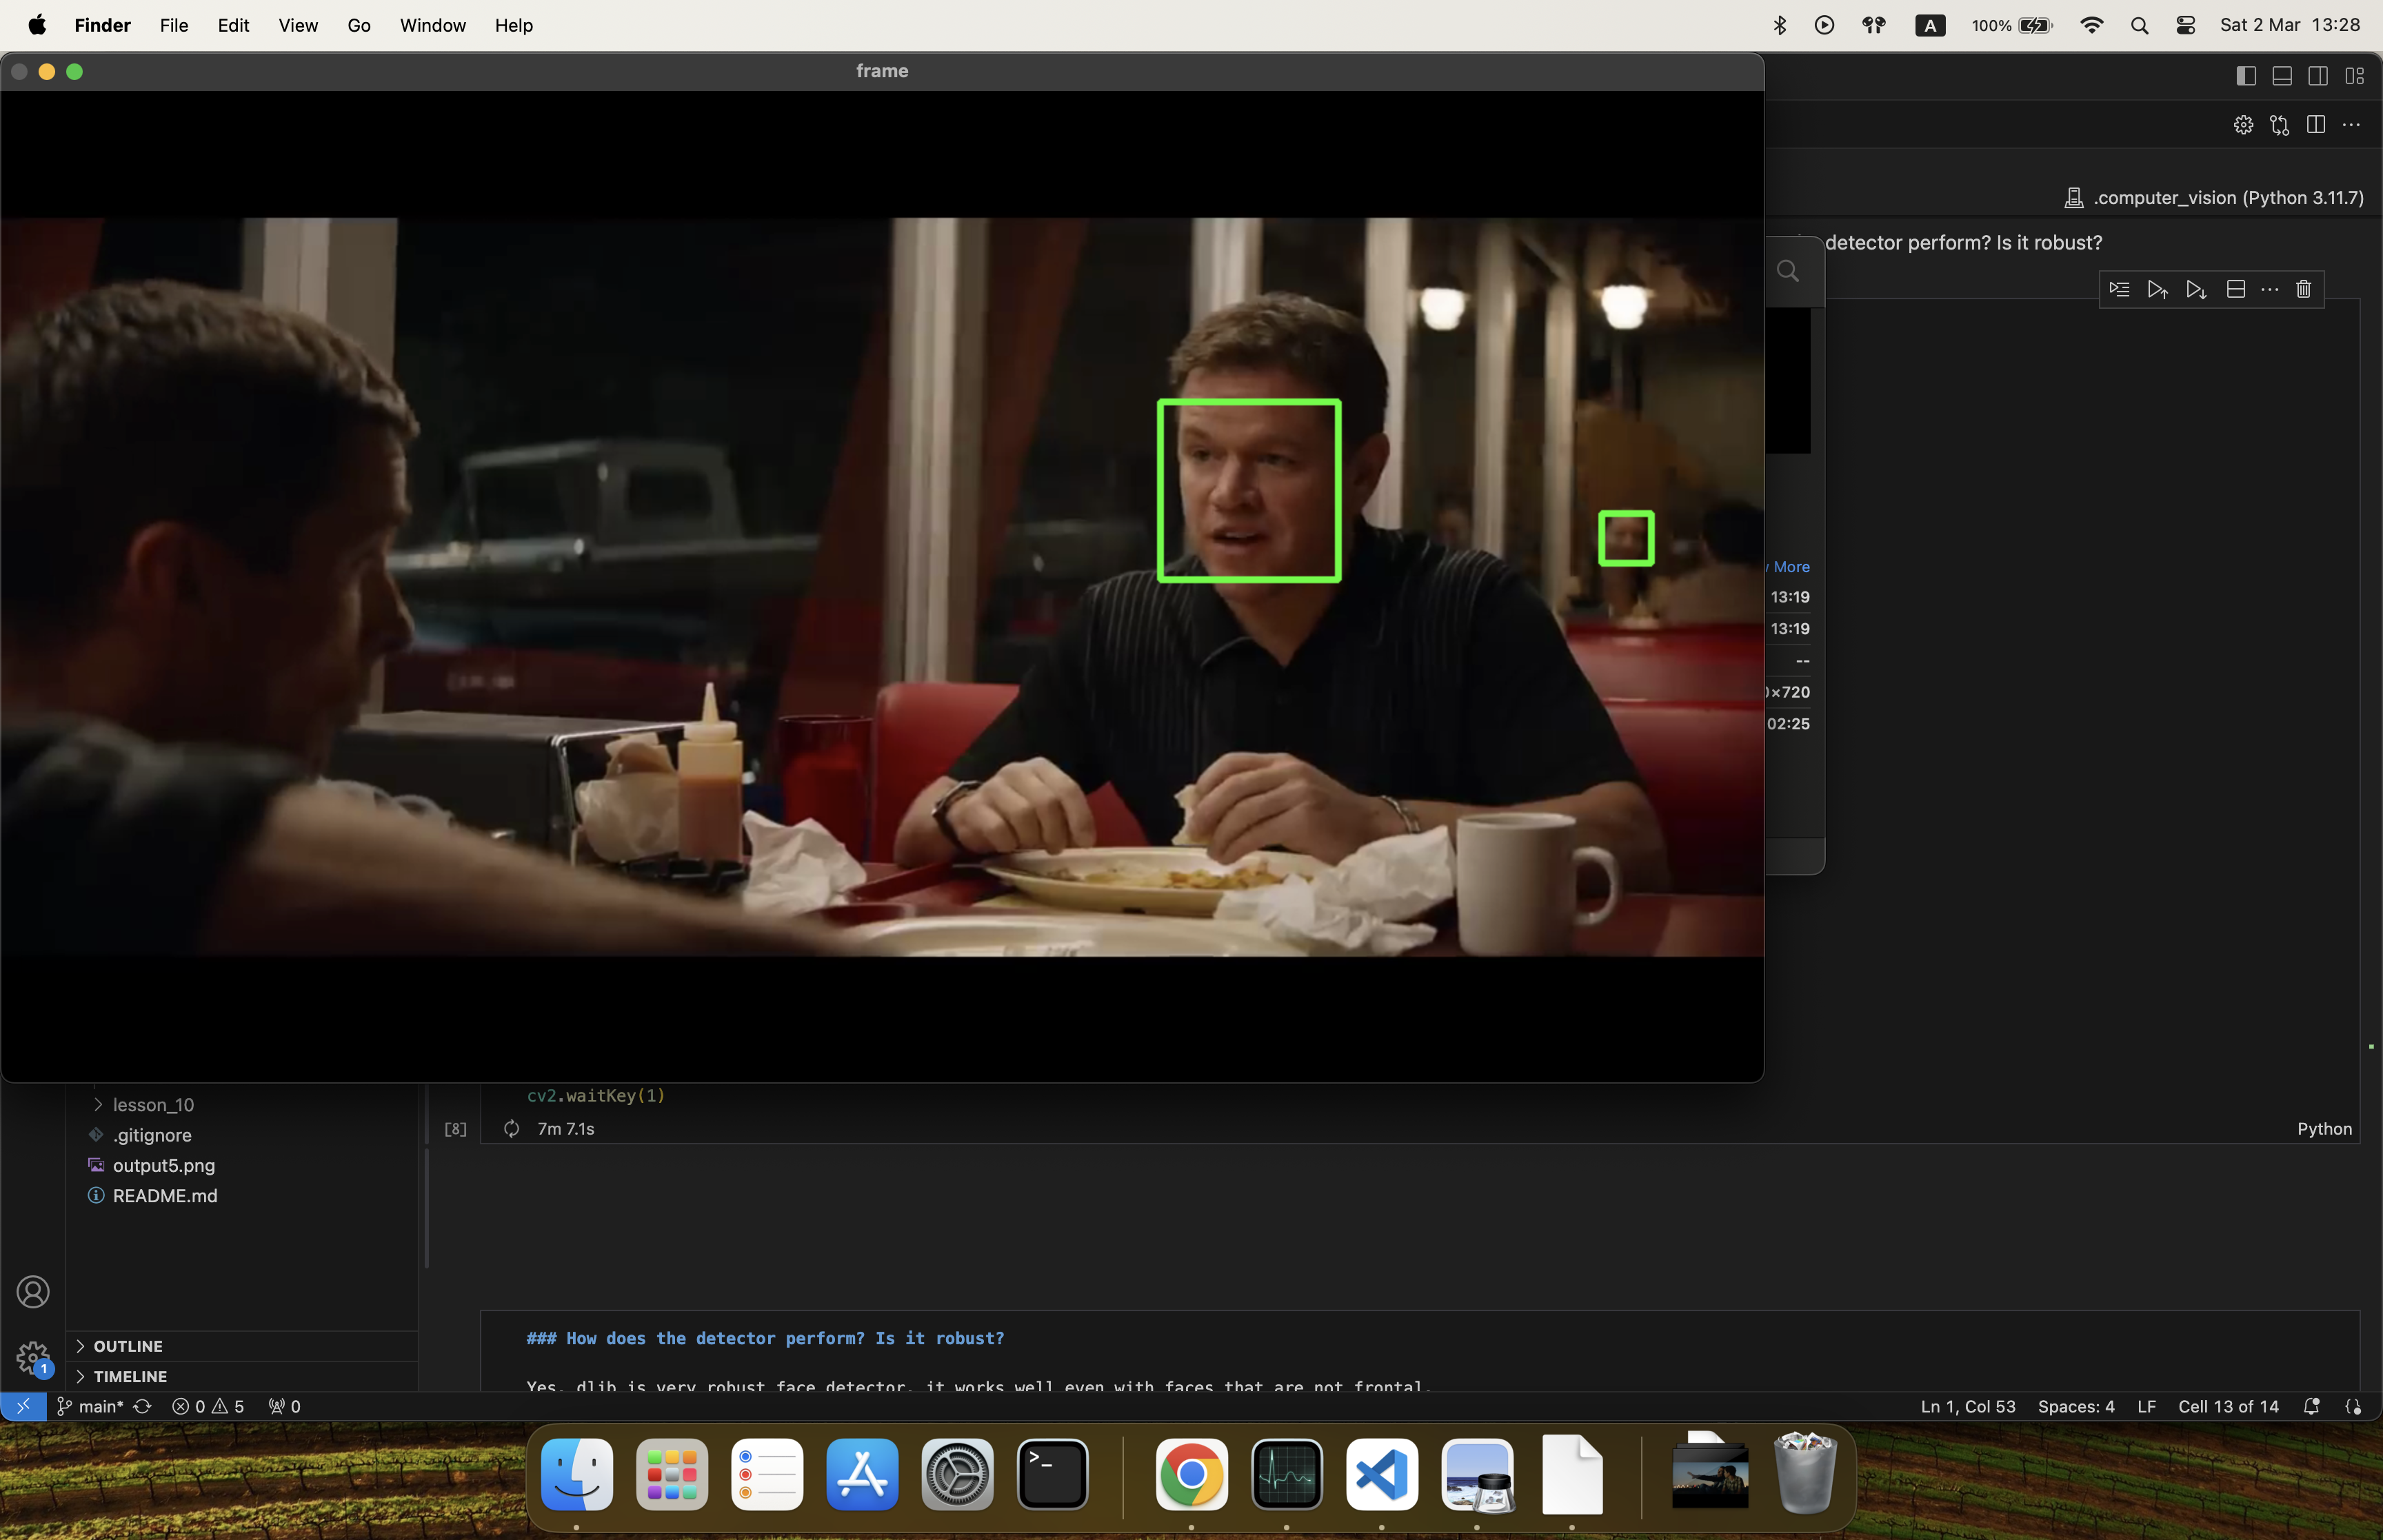 Finder File Edit View Go Window Help
A 100% Sat 2 Mar 13:28
frame
.computer_vision (Python 3.11.7)
detector perform? Is it robust?
More
13:19
13:19
--
×720
02:25
cv2.waitKey(1)
[8] 7m 7.1s Python
lesson_10
.gitignore
output5.png
README.md
OUTLINE
TIMELINE
### How does the detector perform? Is it robust?
Yes, dlib is very robust face detector, it works well even with faces that are not frontal.
1
main* 0 5 0 Ln 1, Col 53 Spaces: 4 LF Cell 13 of 14
>_